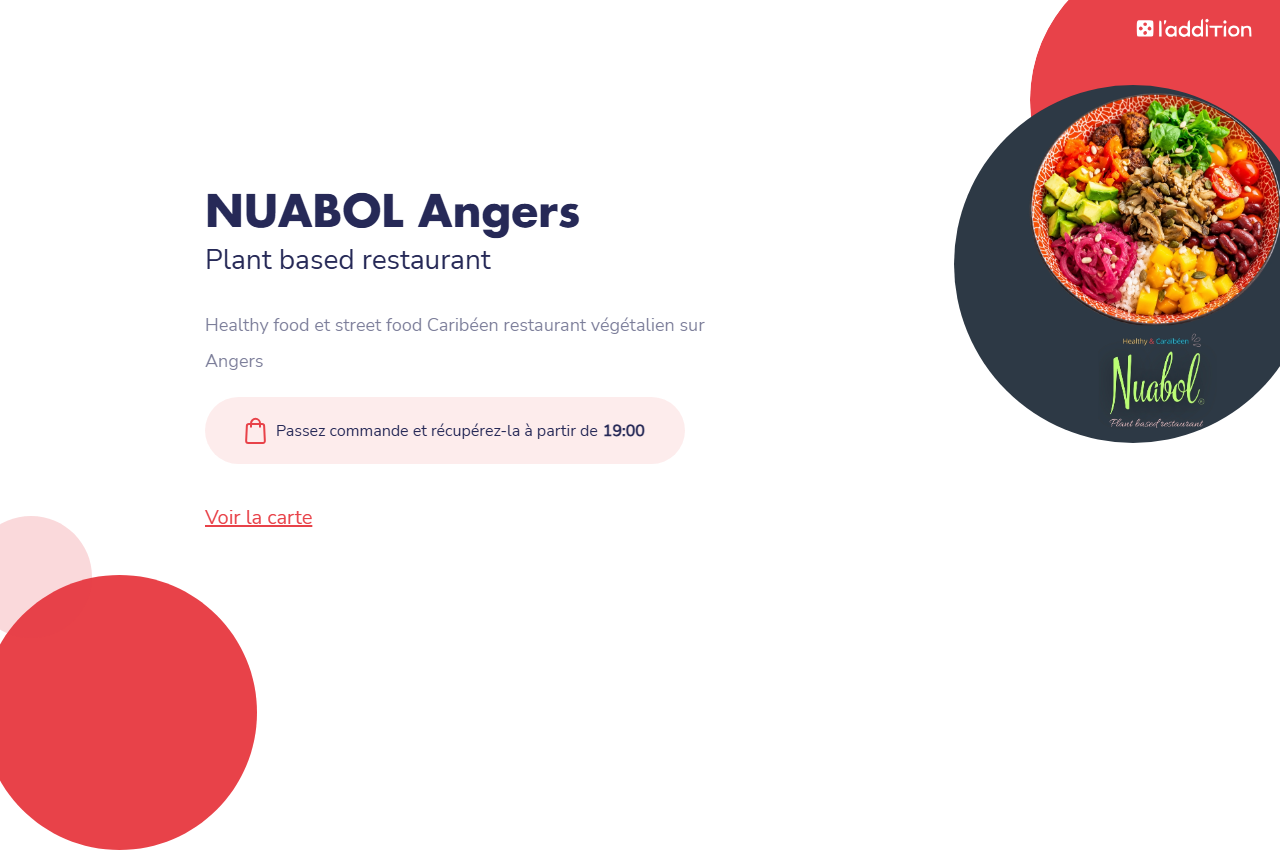 l'addition
NUABOL Angers
Plant based restaurant
Healthy food et street food Caribéen restaurant végétalien sur
Angers
Passez commande et récupérez-la à partir de 19:00
Voir la carte
Healthy & Caraïbéen
Nuabol
Plant based restaurant